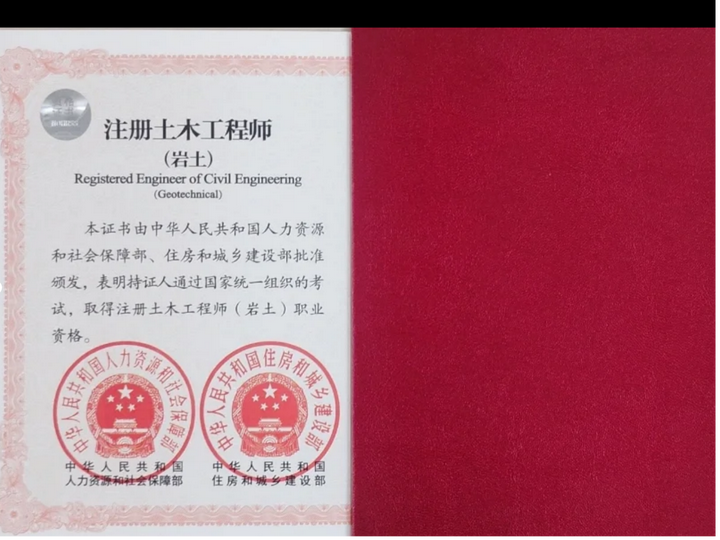 注册土木工程师
（岩土）
Registered Engineer of Civil Engineering
(Geotechnical)
本证书由中华人民共和国人力资源
和社会保障部、住房和城乡建设部批准
颁发，表明持证人通过国家统一组织的考
试，取得注册土木工程师（岩土）职业
资格。
中华人民共和国人力资源和社会保障部
中华人民共和国住房和城乡建设部
中华人民共和国
人力资源和社会保障部
中华人民共和国
住房和城乡建设部